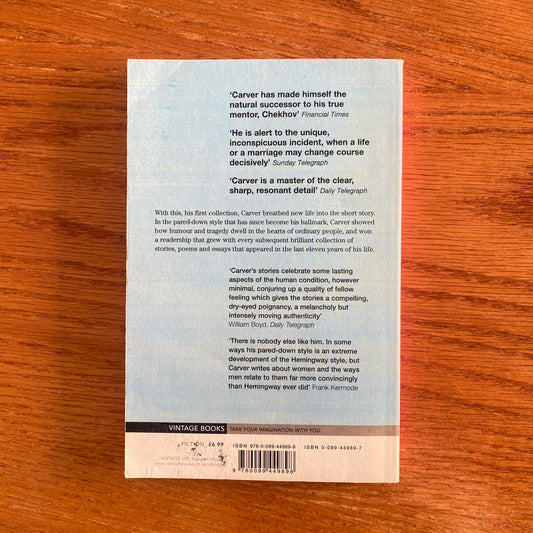 ‘Carver has made himself the
natural successor to his true
mentor, Chekhov’ Financial Times
‘He is alert to the unique,
inconspicuous incident, when a life
or a marriage may change course
decisively’ Sunday Telegraph
‘Carver is a master of the clear,
sharp, resonant detail’ Daily Telegraph
With this, his first collection, Carver breathed new life into the short story.
In the pared-down style that has since become his hallmark, Carver showed
how humour and tragedy dwell in the hearts of ordinary people, and won
a readership that grew with every subsequent brilliant collection of
stories, poems and essays that appeared in the last eleven years of his life.
‘Carver's stories celebrate some lasting
aspects of the human condition, however
minimal, conjuring up a quality of fellow
feeling which gives the stories a compelling,
dry-eyed poignancy, a melancholy but
intensely moving authenticity’
William Boyd, Daily Telegraph
‘There is nobody else like him. In some
ways his pared-down style is an extreme
development of the Hemingway style, but
Carver writes about women and the ways
men relate to them far more convincingly
than Hemingway ever did’ Frank Kermode
VINTAGE BOOKS TAKE YOUR IMAGINATION WITH YOU
FICTION £6.99
ISBN 978-0-099-44989-8 ISBN 0-099-44989-7
VINTAGE
9 780099 449898